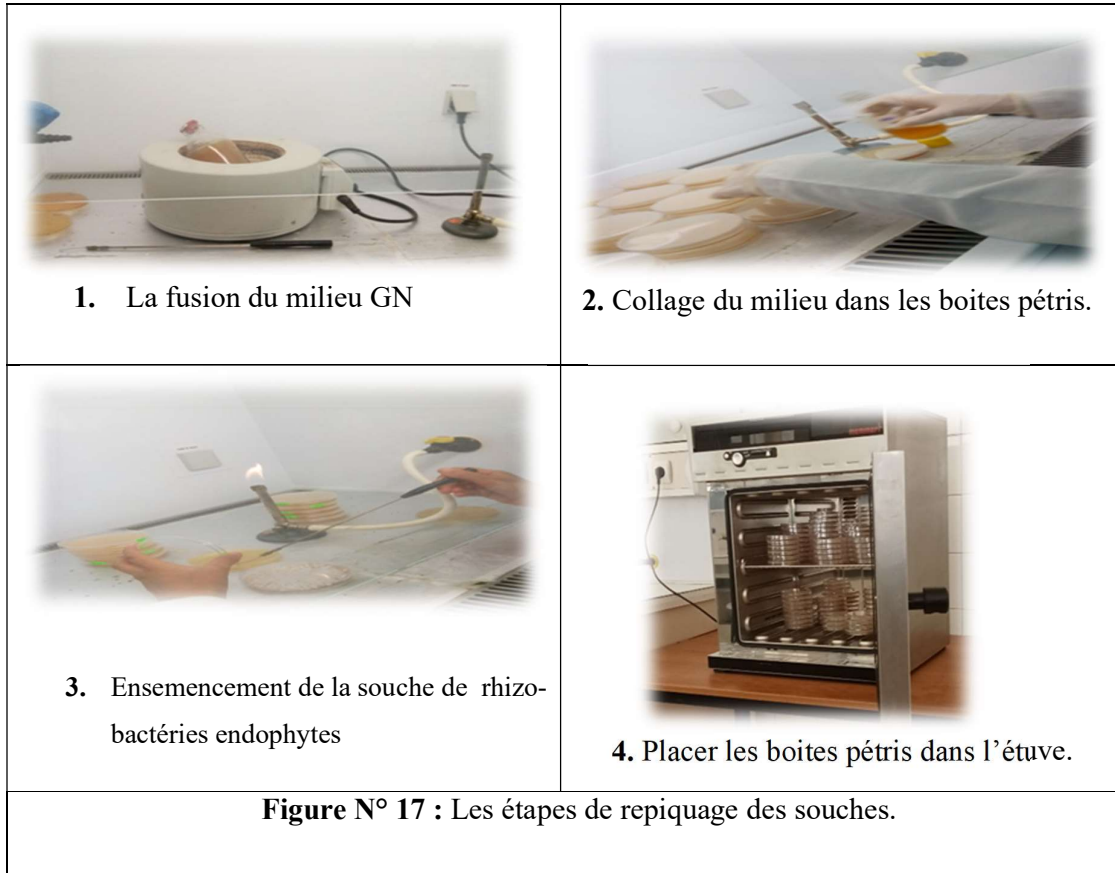 1. La fusion du milieu GN
2. Collage du milieu dans les boites pétris.
3. Ensemencement de la souche de rhizo-
bactéries endophytes
4. Placer les boites pétris dans l’étuve.
Figure N° 17 : Les étapes de repiquage des souches.